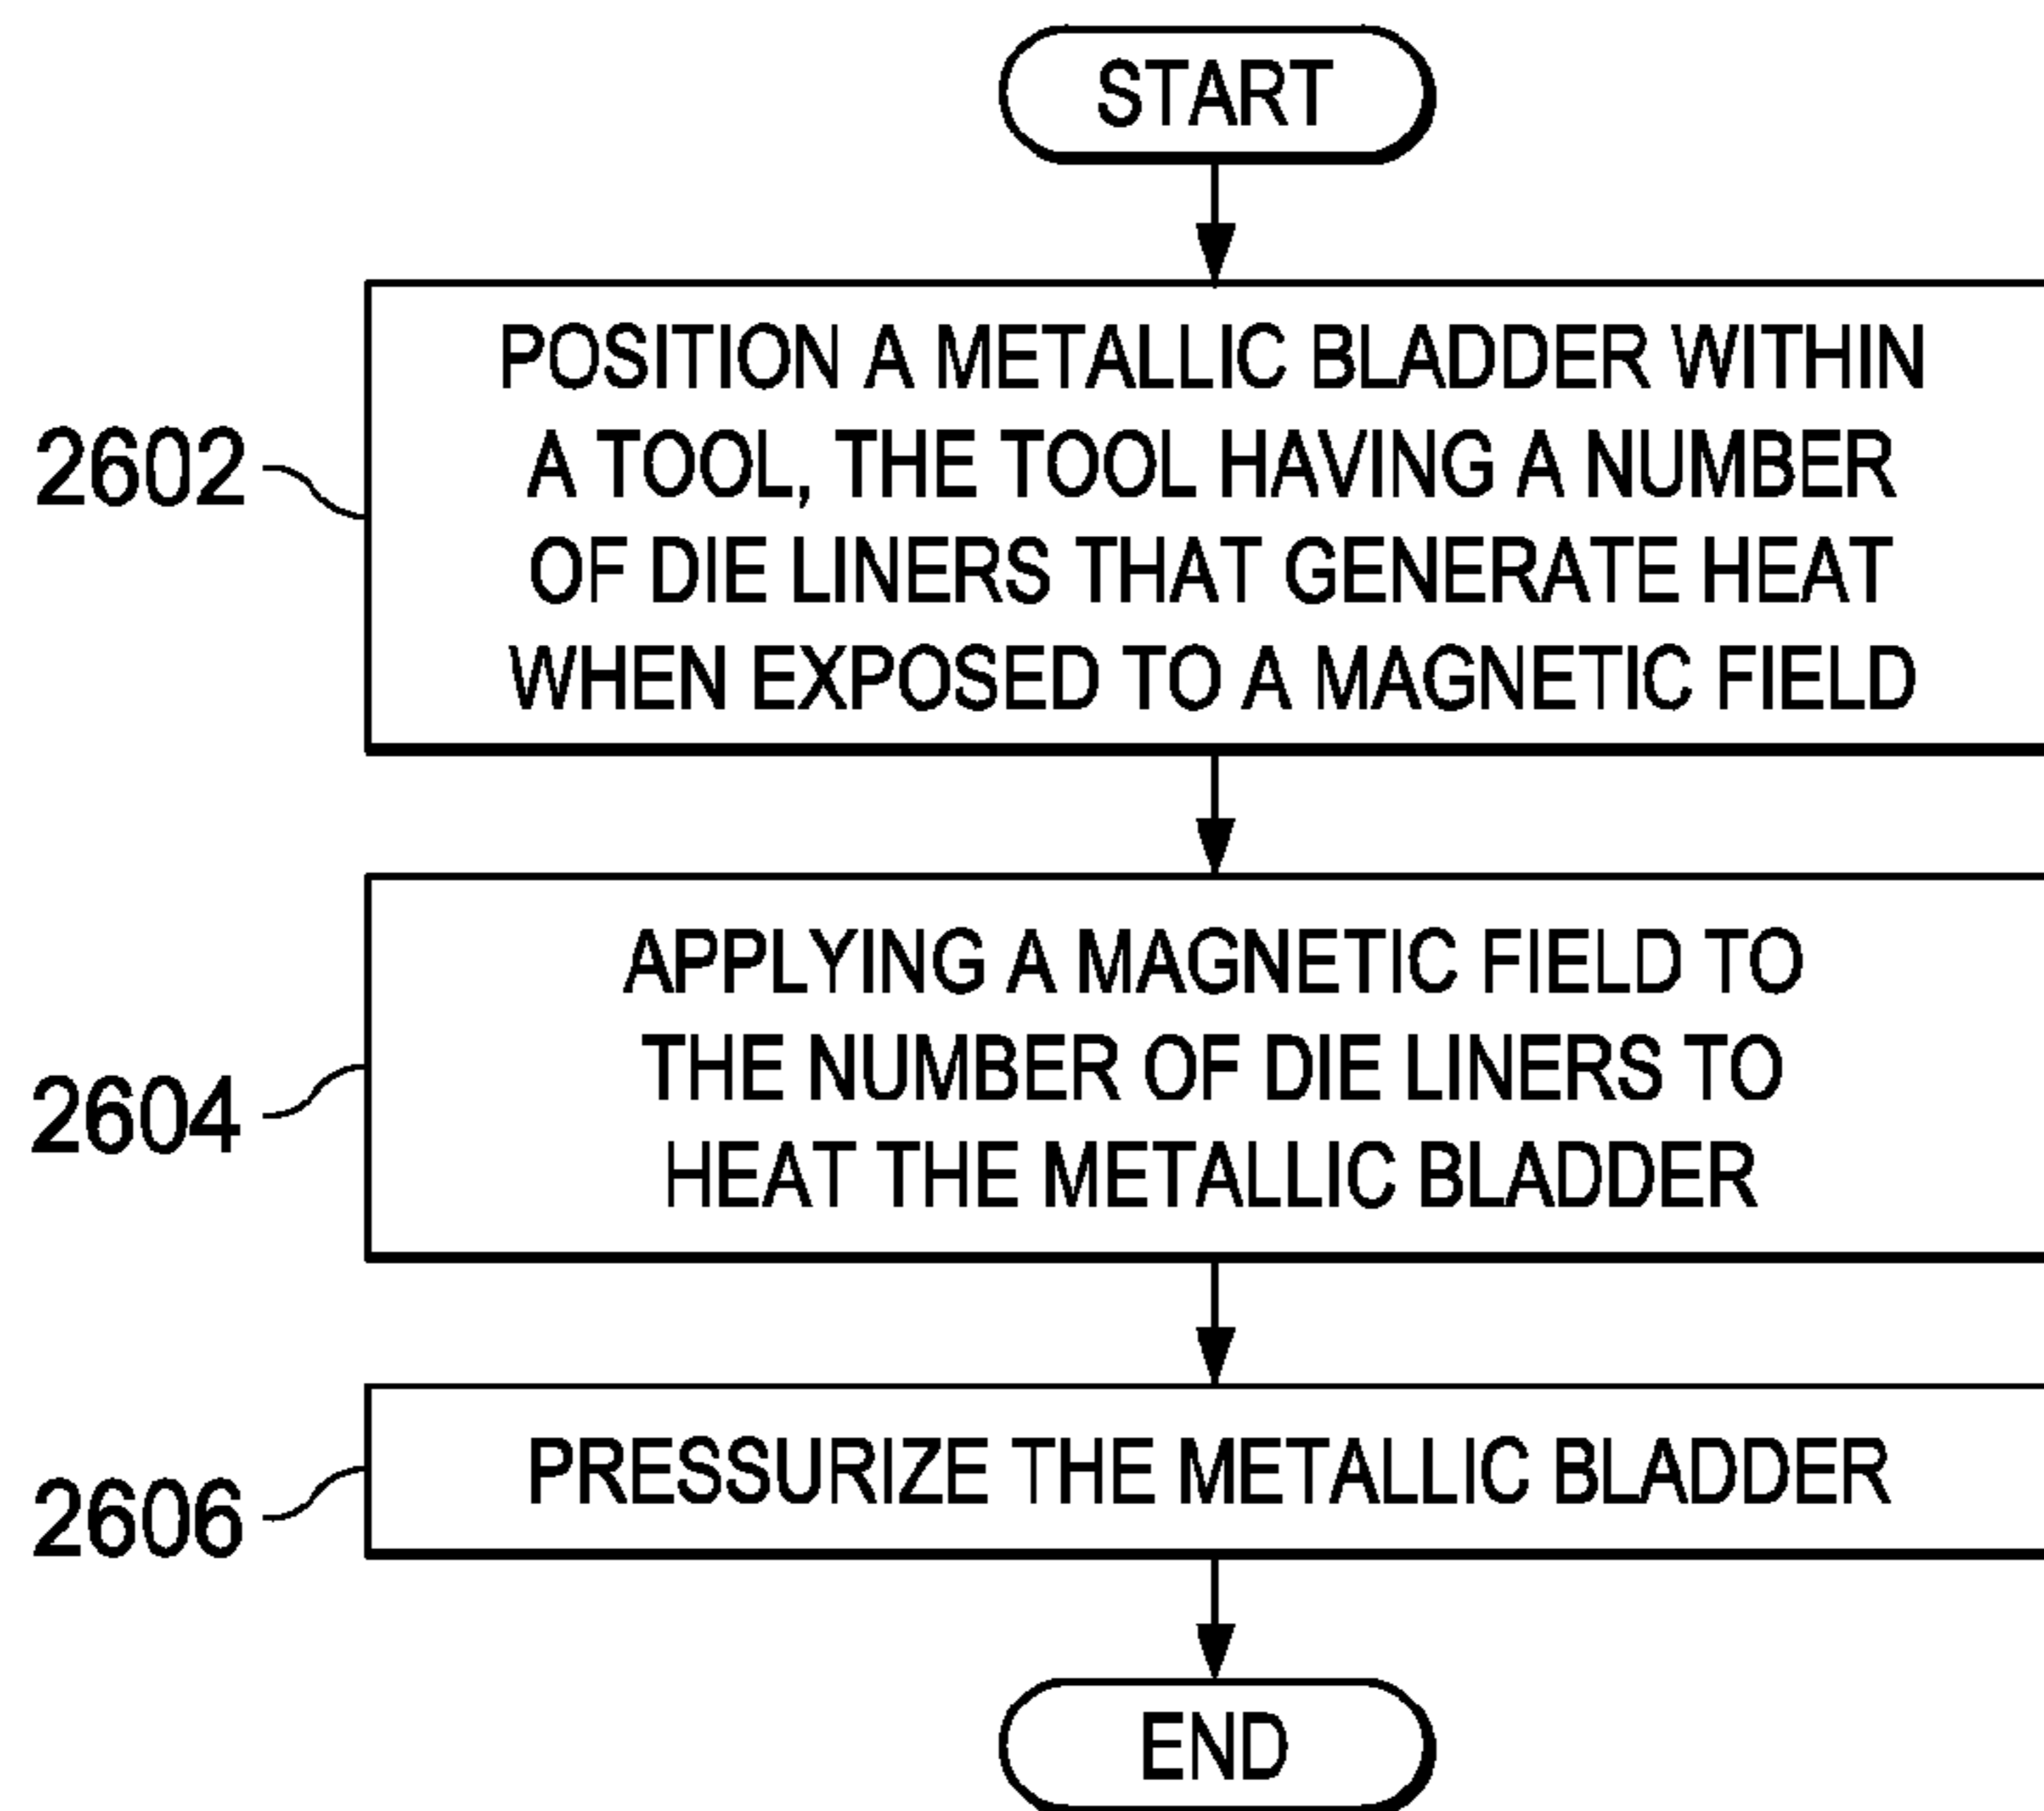 START
POSITION A METALLIC BLADDER WITHIN
A TOOL, THE TOOL HAVING A NUMBER
OF DIE LINERS THAT GENERATE HEAT
WHEN EXPOSED TO A MAGNETIC FIELD
2602
APPLYING A MAGNETIC FIELD TO
THE NUMBER OF DIE LINERS TO
HEAT THE METALLIC BLADDER
2604
PRESSURIZE THE METALLIC BLADDER
2606
END